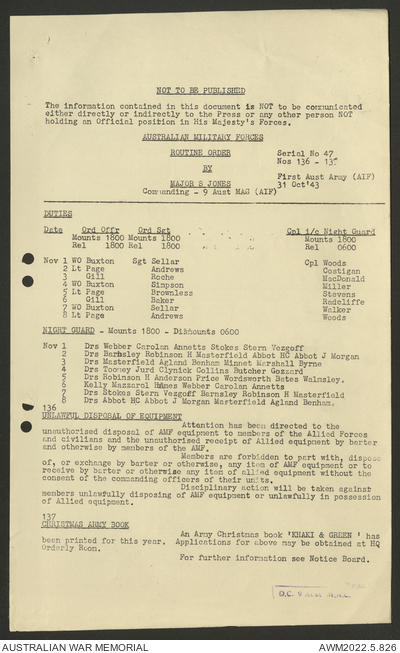 NOT TO BE PUBLISHED
The information contained in this document is NOT to be communicated
either directly or indirectly to the Press or any other person NOT
holding an Official position in His Majesty's Forces.
AUSTRALIAN MILITARY FORCES
ROUTINE ORDER Serial No 47
Nos 136 - 137
BY
First Aust Army (AIF)
MAJOR S JONES 31 Oct'43
Commanding - 9 Aust MAG (AIF)
DUTIES
Date Ord Offr Ord Sgt Cpl i/c Night Guard
Mounts 1800 Mounts 1800 Mounts 1800
Rel 1800 Rel 1800 Rel 0600
Nov 1 WO Buxton Sgt Sellar Cpl Woods
2 Lt Page Andrews Costigan
3 Gill Roche MacDonald
4 WO Buxton Simpson Miller
5 Lt Page Brownless Stevens
6 Gill Baker Radcliffe
7 WO Buxton Sellar Walker
8 Lt Page Andrews Woods
NIGHT GUARD - Mounts 1800 - Dismounts 0600
Nov 1 Drs Webber Carolan Annetts Stokes Stern Vozgoff
2 Drs Barnsley Robinson H Masterfield Abbot HC Abbot J Morgan
3 Drs Masterfield Agland Benham Minnet Marshall Byrne
4 Drs Toomey Jurd Clynick Collins Butcher Gozzard
5 Drs Robinson H Anderson Price Wordsworth Bates Walmsley.
6 Kelly Mazzarol Webber Carolan Annetts
7 Drs Stokes Stern Vozgoff Barnsley Robinson H Masterfield
8 Drs Abbot HC Abbot J Morgan Masterfield Agland Benham.
136
UNLAWFUL DISPOSAL OF EQUIPMENT
Attention has been directed to the
unauthorised disposal of AMF equipment to members of the Allied Forces
and civilians and the unauthorised receipt of Allied equipment by barter
and otherwise by members of the AMF.
Members are forbidden to part with, dispose
of, or exchange by barter or otherwise, any item of AMF equipment or to
receive by barter or otherwise any item of allied equipment without the
consent of the commanding officers of their units.
Disciplinary action will be taken against
members unlawfully disposing of AMF equipment or unlawfully in possession
of Allied equipment.
137
CHRISTMAS ARMY BOOK
An Army Christmas book 'KHAKI & GREEN' has
been printed for this year. Applications for above may be obtained at HQ
Orderly Room.
For further information see Notice Board.
AUSTRALIAN WAR MEMORIAL
AWM2022.5.826